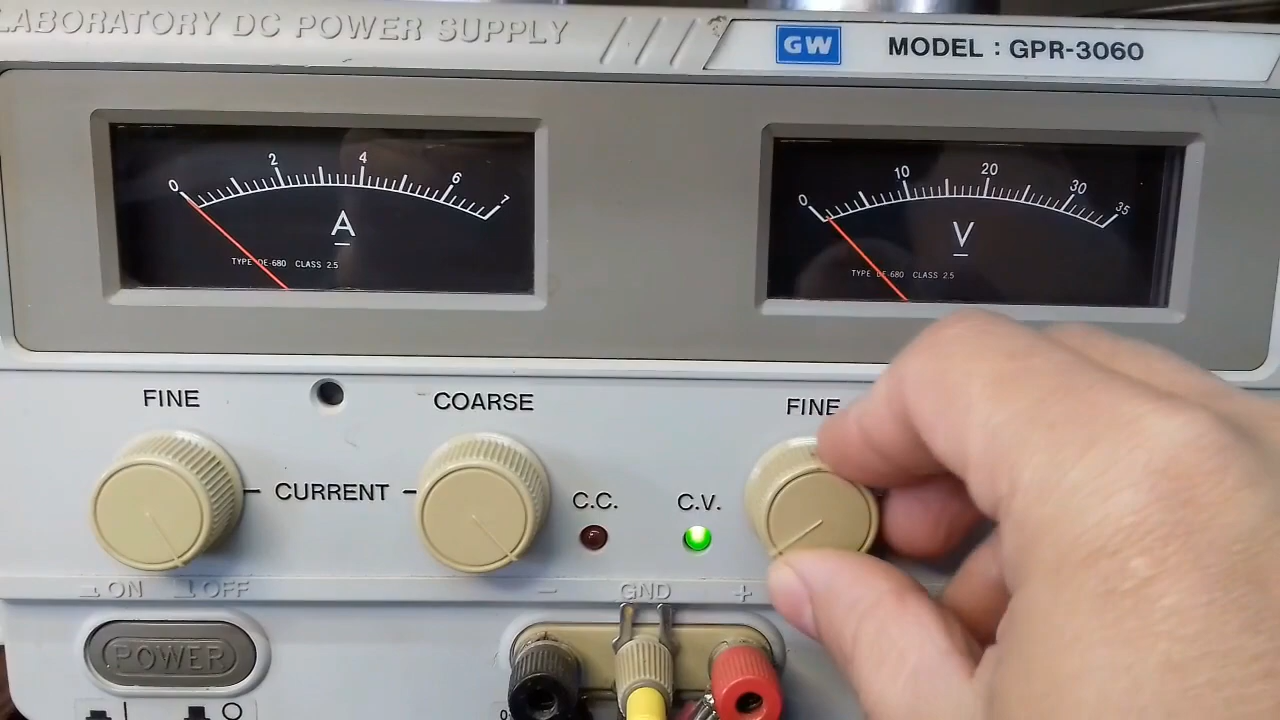 LABORATORY DC POWER SUPPLY
GW
MODEL : GPR-3060
0 2 4 6 7
A
TYPE DE-680 CLASS 2.5
0 10 20 30 35
V
TYPE DE-680 CLASS 2.5
FINE
COARSE
FINE
CURRENT
C.C.
C.V.
ON
OFF
−
GND
+
POWER